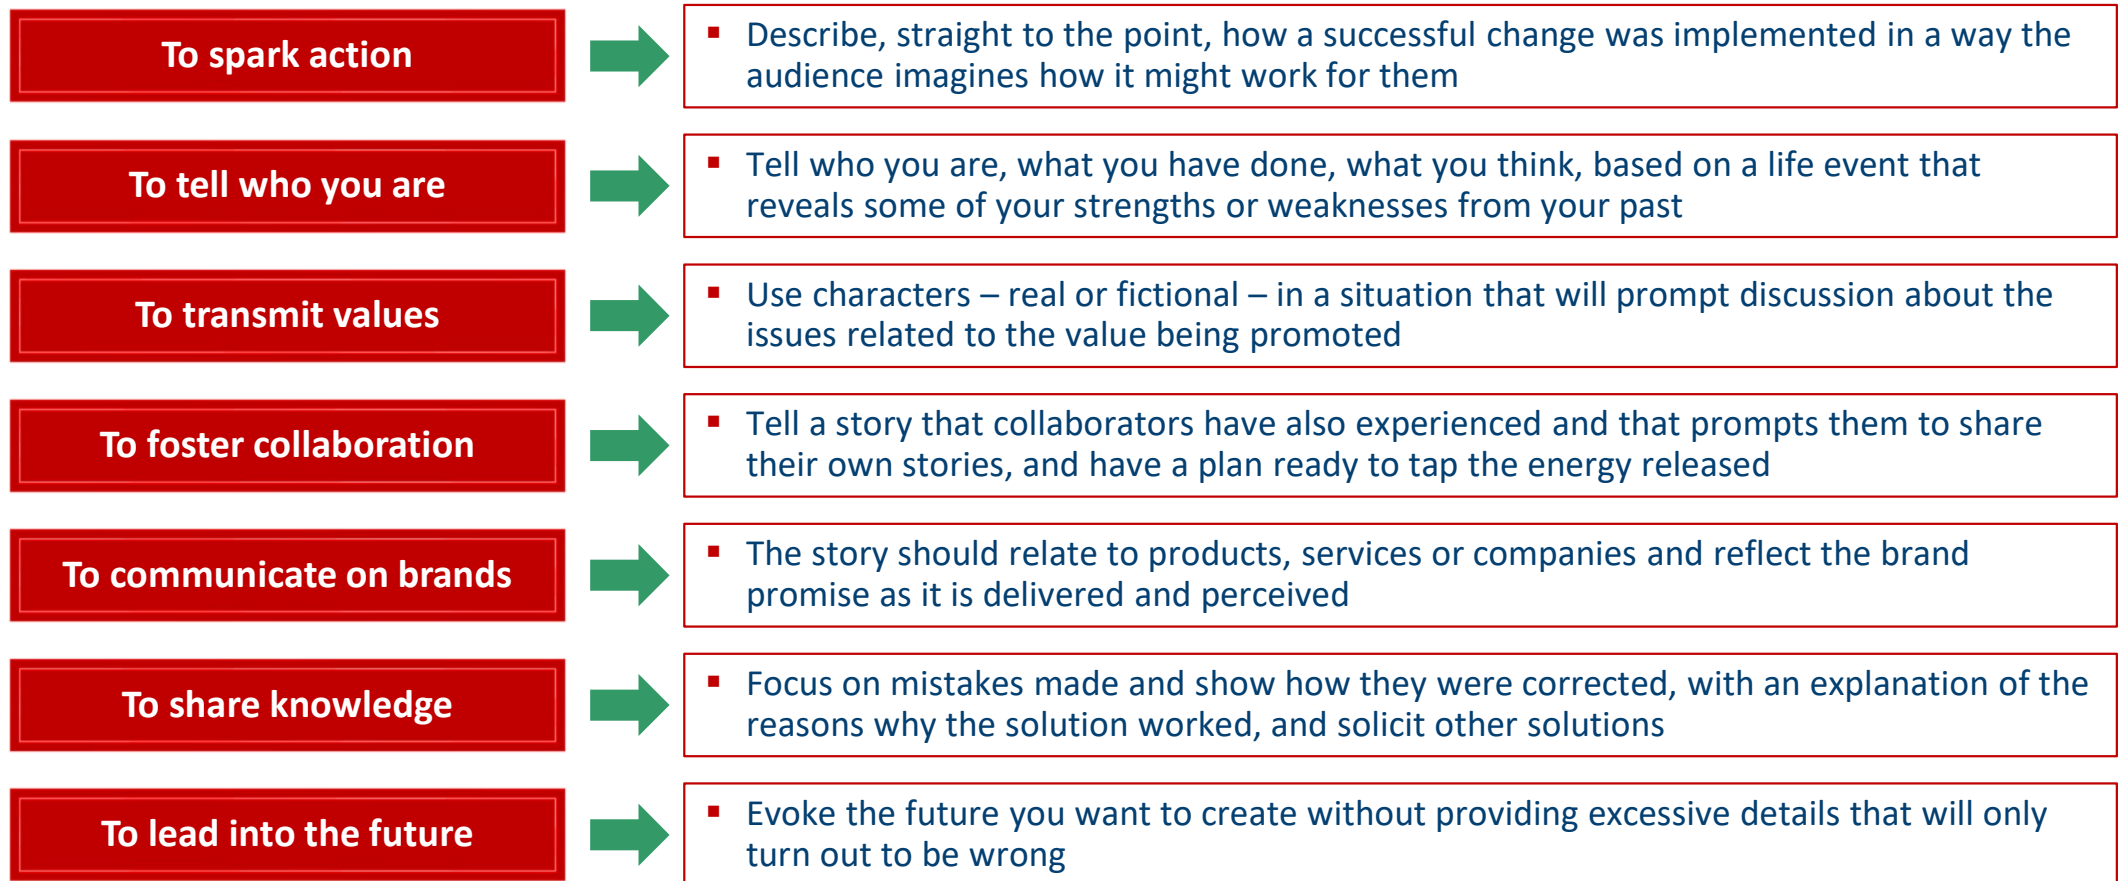 To spark action
▪ Describe, straight to the point, how a successful change was implemented in a way the
audience imagines how it might work for them
To tell who you are
▪ Tell who you are, what you have done, what you think, based on a life event that
reveals some of your strengths or weaknesses from your past
To transmit values
▪ Use characters – real or fictional – in a situation that will prompt discussion about the
issues related to the value being promoted
To foster collaboration
▪ Tell a story that collaborators have also experienced and that prompts them to share
their own stories, and have a plan ready to tap the energy released
To communicate on brands
▪ The story should relate to products, services or companies and reflect the brand
promise as it is delivered and perceived
To share knowledge
▪ Focus on mistakes made and show how they were corrected, with an explanation of the
reasons why the solution worked, and solicit other solutions
To lead into the future
▪ Evoke the future you want to create without providing excessive details that will only
turn out to be wrong